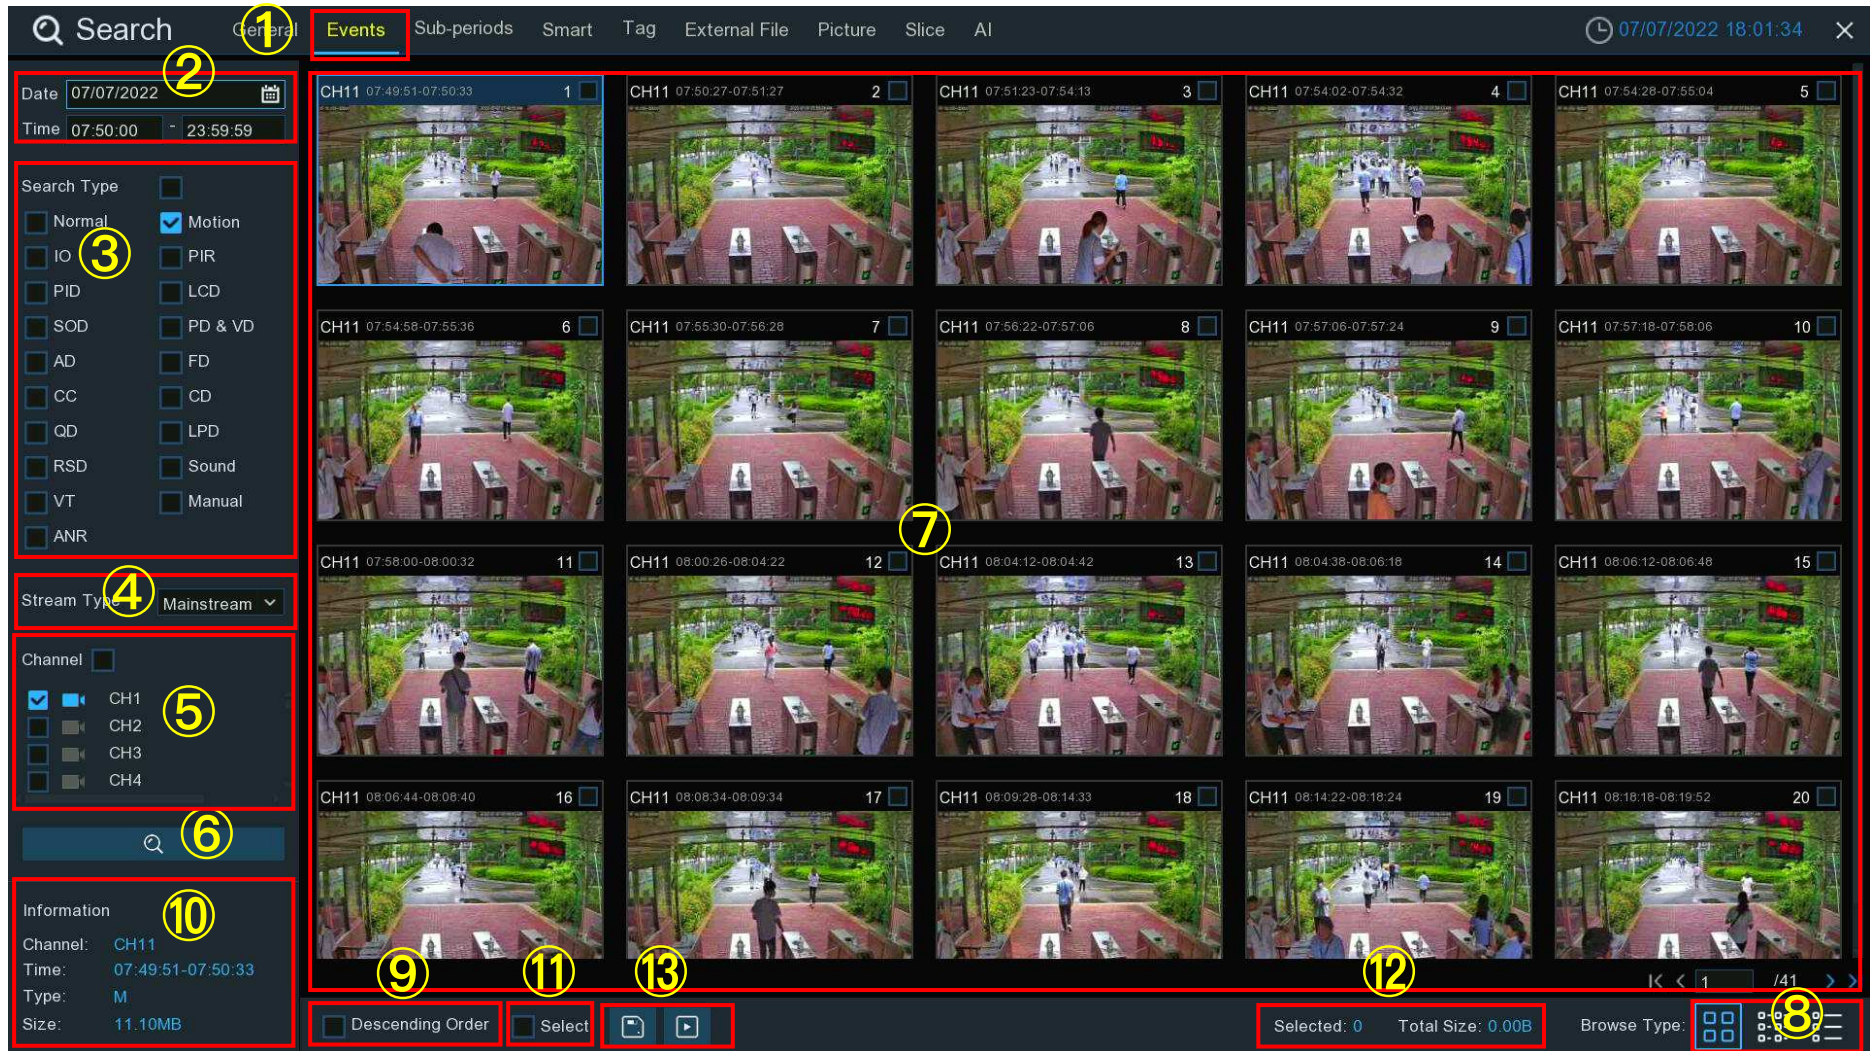 Search General ① Events Sub-periods Smart Tag External File Picture Slice AI 07/07/2022 18:01:34
②
Date 07/07/2022
Time 07:50:00 - 23:59:59
Search Type
Normal Motion
③
IO PIR
PID LCD
SOD PD & VD
AD FD
CC CD
QD LPD
RSD Sound
VT Manual
ANR
④
Stream Type Mainstream
Channel
⑤
CH1
CH2
CH3
CH4
⑥
Information
⑩
Channel: CH11
Time: 07:49:51-07:50:33
Type: M
Size: 11.10MB
CH11 07:49:51-07:50:33 1
CH11 07:50:27-07:51:27 2
CH11 07:51:23-07:54:13 3
CH11 07:54:02-07:54:32 4
CH11 07:54:28-07:55:04 5
CH11 07:54:58-07:55:36 6
CH11 07:55:30-07:56:28 7
CH11 07:56:22-07:57:06 8
CH11 07:57:06-07:57:24 9
CH11 07:57:18-07:58:06 10
⑦
CH11 07:58:00-08:00:32 11
CH11 08:00:26-08:04:22 12
CH11 08:04:12-08:04:42 13
CH11 08:04:38-08:06:18 14
CH11 08:06:12-08:06:48 15
CH11 08:06:44-08:08:40 16
CH11 08:08:34-08:09:34 17
CH11 08:09:28-08:14:33 18
CH11 08:14:22-08:18:24 19
CH11 08:18:18-08:19:52 20
⑨ ⑪ ⑬ ⑫
1 /41
⑧
Descending Order Select Selected: 0 Total Size: 0.00B Browse Type: